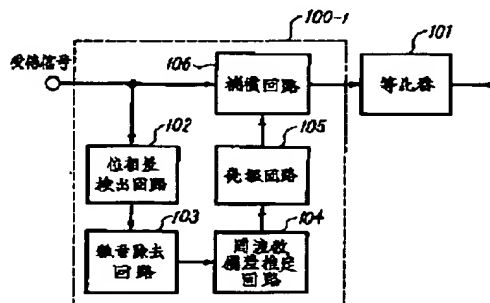 100-1
受信信号
106
補償回路
101
等化器
102
位相差
検出回路
105
発振回路
103
雑音除去
回路
104
周波数
偏差推定
回路